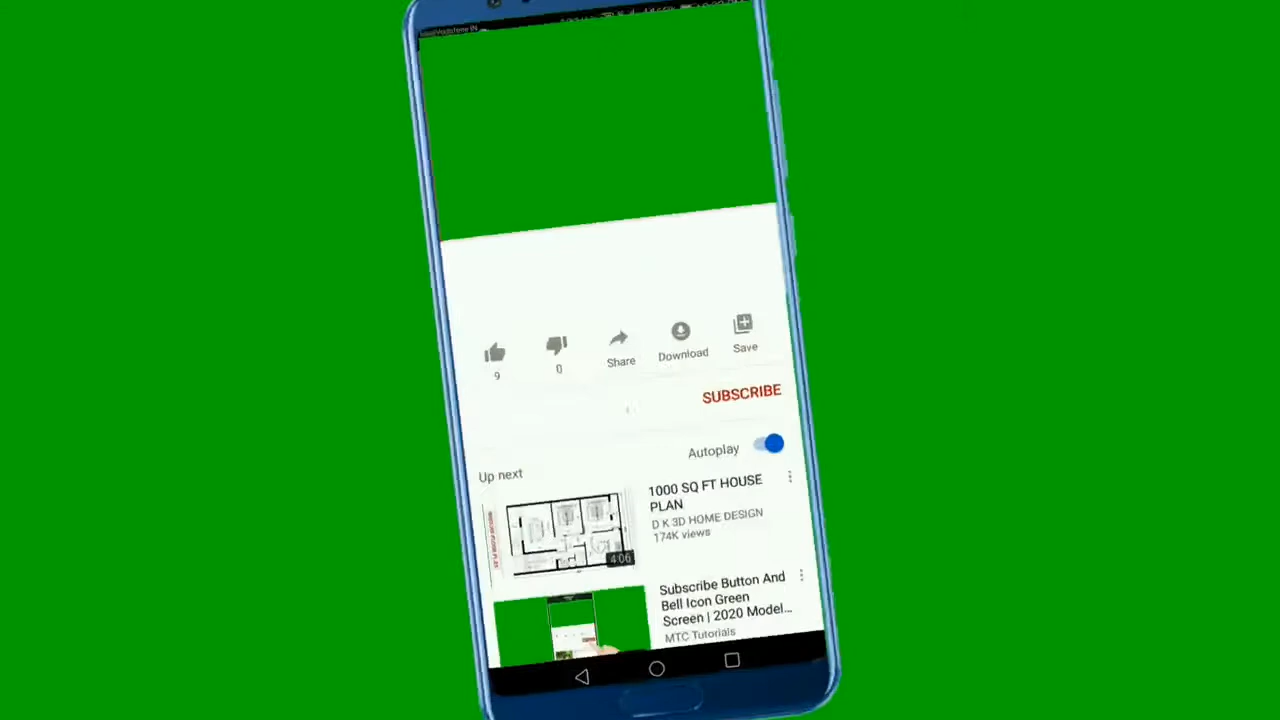 9
0
Share
Download
Save
SUBSCRIBE
Autoplay
Up next
1000 SQ FT HOUSE
PLAN
D K 3D HOME DESIGN
174K views
4:06
Subscribe Button And
Bell Icon Green
Screen | 2020 Model...
MTC Tutorials